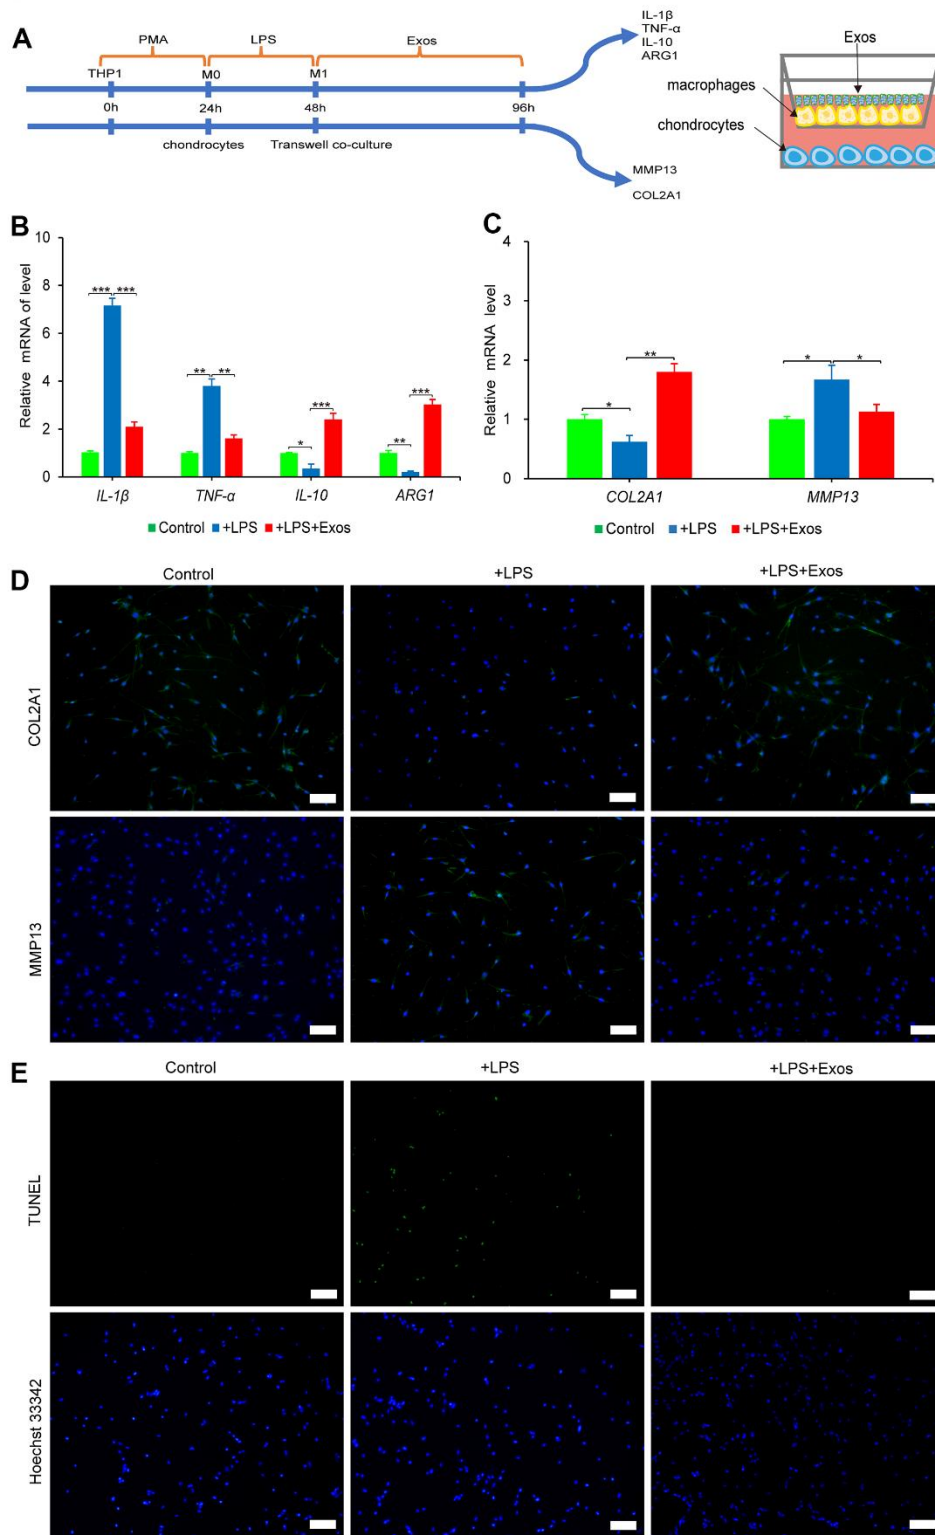 A
PMA
LPS
Exos
THP1
M0
M1
0h
24h
48h
96h
chondrocytes
Transwell co-culture
IL-1β
TNF-α
IL-10
ARG1
MMP13
COL2A1
Exos
macrophages
chondrocytes
B
Relative mRNA of level
10
8
6
4
2
0
***
***
**
**
*
***
**
***
IL-1β
TNF-α
IL-10
ARG1
Control
+LPS
+LPS+Exos
C
Relative mRNA level
4
3
2
1
0
*
**
*
*
COL2A1
MMP13
Control
+LPS
+LPS+Exos
D
Control
+LPS
+LPS+Exos
COL2A1
MMP13
E
Control
+LPS
+LPS+Exos
TUNEL
Hoechst 33342